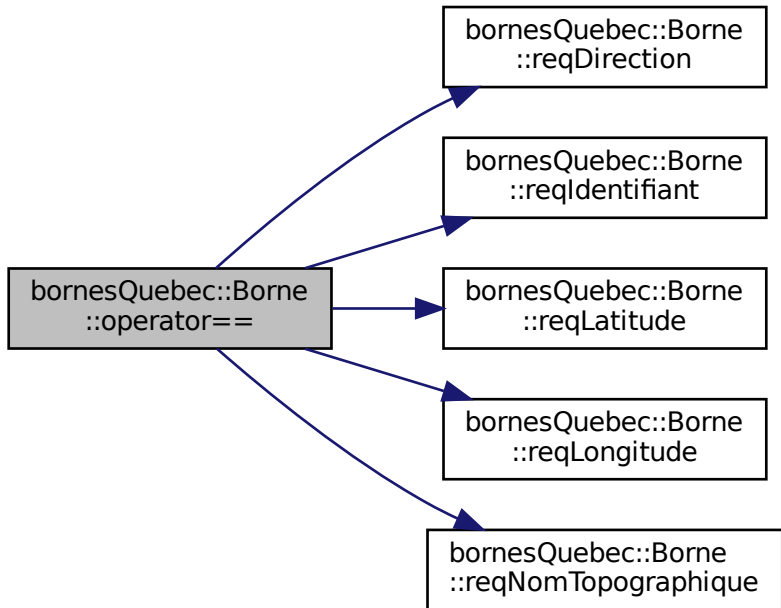 bornesQuebec::Borne
::operator==
bornesQuebec::Borne
::reqDirection
bornesQuebec::Borne
::reqIdentifiant
bornesQuebec::Borne
::reqLatitude
bornesQuebec::Borne
::reqLongitude
bornesQuebec::Borne
::reqNomTopographique